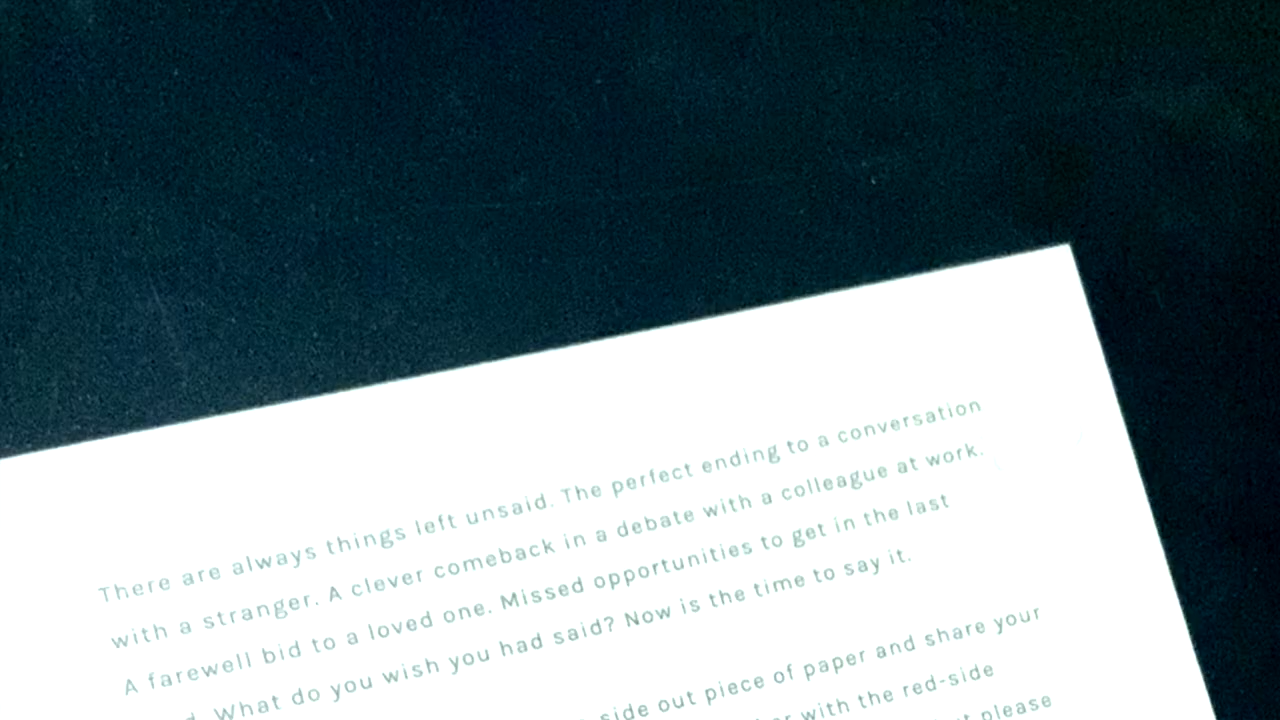 There are always things left unsaid. The perfect ending to a conversation
with a stranger. A clever comeback in a debate with a colleague at work.
A farewell bid to a loved one. Missed opportunities to get in the last
What do you wish you had said? Now is the time to say it.
side out piece of paper and share your
with the red-side
please